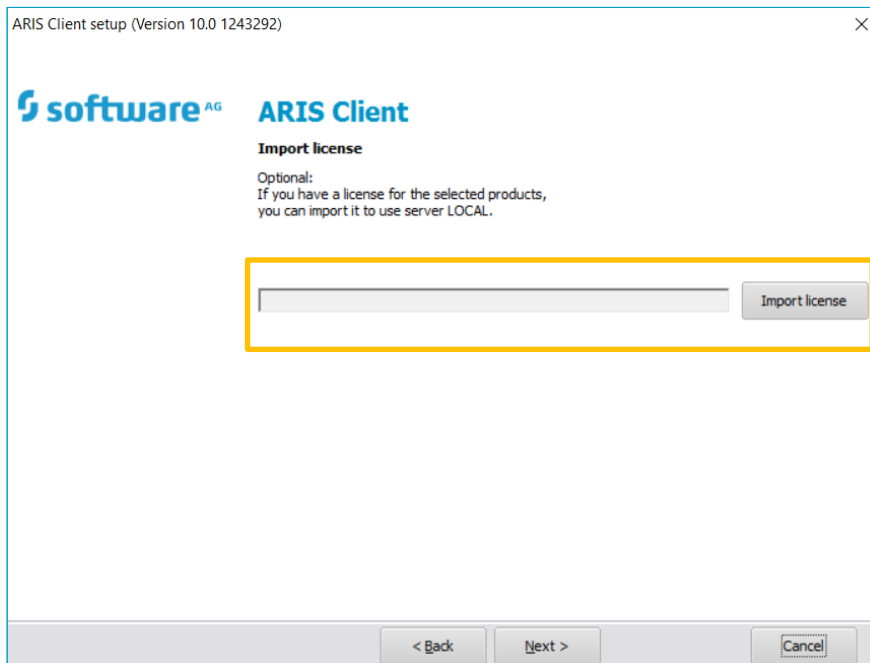 ARIS Client setup (Version 10.0 1243292)
software AG
ARIS Client
Import license
Optional:
If you have a license for the selected products,
you can import it to use server LOCAL.
Import license
< Back
Next >
Cancel